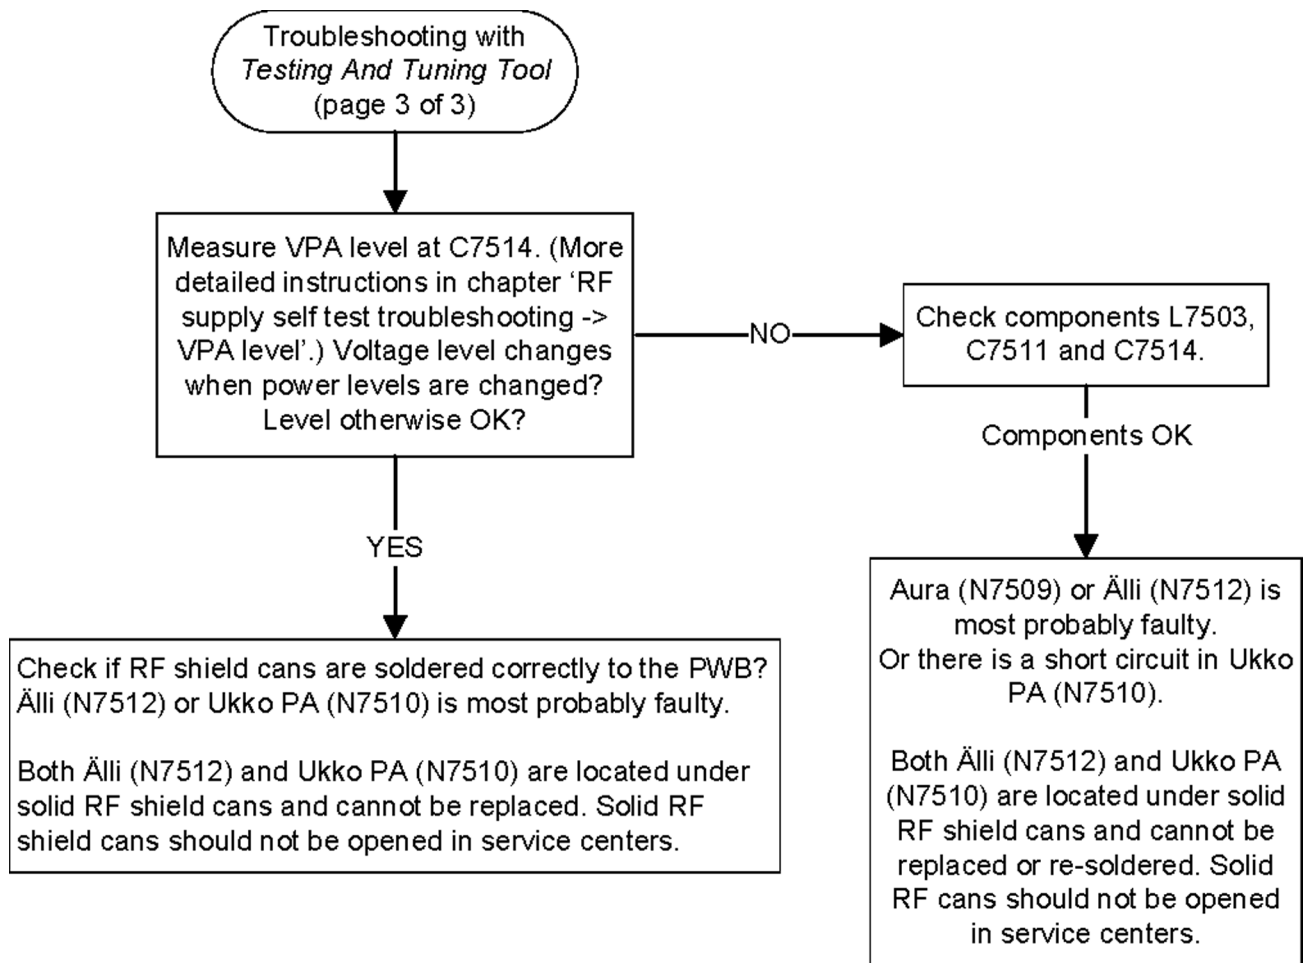 Troubleshooting with
Testing And Tuning Tool
(page 3 of 3)
Measure VPA level at C7514. (More
detailed instructions in chapter ‘RF
supply self test troubleshooting ->
VPA level’.) Voltage level changes
when power levels are changed?
Level otherwise OK?
NO
Check components L7503,
C7511 and C7514.
Components OK
YES
Aura (N7509) or Älli (N7512) is
most probably faulty.
Or there is a short circuit in Ukko
PA (N7510).
Both Älli (N7512) and Ukko PA
(N7510) are located under solid
RF shield cans and cannot be
replaced or re-soldered. Solid
RF cans should not be opened
in service centers.
Check if RF shield cans are soldered correctly to the PWB?
Älli (N7512) or Ukko PA (N7510) is most probably faulty.
Both Älli (N7512) and Ukko PA (N7510) are located under
solid RF shield cans and cannot be replaced. Solid RF
shield cans should not be opened in service centers.